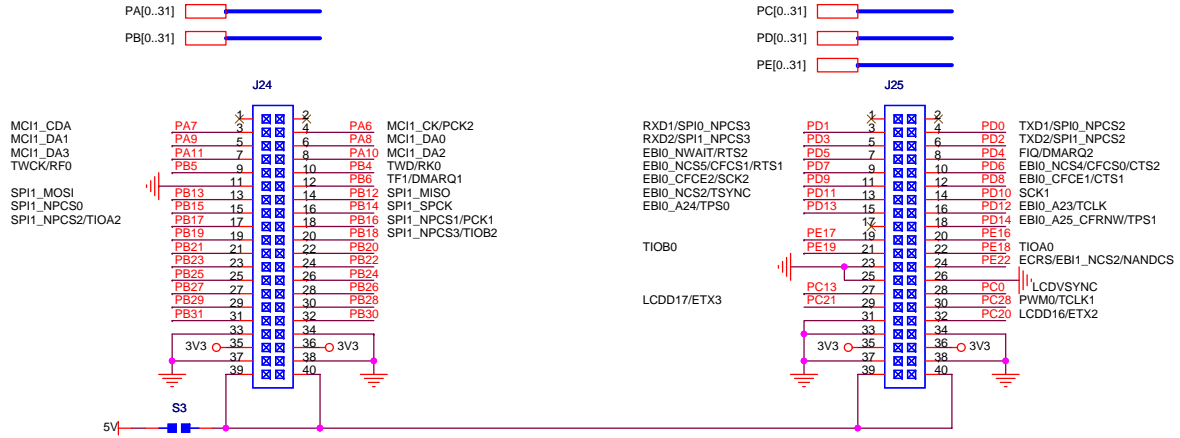 PA[0..31] PC[0..31]
PB[0..31] PD[0..31]
PE[0..31]
J24 J25
1 2 1 2
MCI1_CDA PA7 3 4 PA6 MCI1_CK/PCK2 RXD1/SPI0_NPCS3 PD1 3 4 PD0 TXD1/SPI0_NPCS2
MCI1_DA1 PA9 5 6 PA8 MCI1_DA0 RXD2/SPI1_NPCS3 PD3 5 6 PD2 TXD2/SPI1_NPCS2
MCI1_DA3 PA11 7 8 PA10 MCI1_DA2 EBI0_NWAIT/RTS2 PD5 7 8 PD4 FIQ/DMARQ2
TWCK/RF0 PB5 9 10 PB4 TWD/RK0 EBI0_NCS5/CFCS1/RTS1 PD7 9 10 PD6 EBI0_NCS4/CFCS0/CTS2
11 12 PB6 TF1/DMARQ1 EBI0_CFCE2/SCK2 PD9 11 12 PD8 EBI0_CFCE1/CTS1
SPI1_MOSI PB13 13 14 PB12 SPI1_MISO EBI0_NCS2/TSYNC PD11 13 14 PD10 SCK1
SPI1_NPCS0 PB15 15 16 PB14 SPI1_SPCK EBI0_A24/TPS0 PD13 15 16 PD12 EBI0_A23/TCLK
SPI1_NPCS2/TIOA2 PB17 17 18 PB16 SPI1_NPCS1/PCK1 17 18 PD14 EBI0_A25_CFRNW/TPS1
PB19 19 20 PB18 SPI1_NPCS3/TIOB2 PE17 19 20 PE16
PB21 21 22 PB20 TIOB0 PE19 21 22 PE18 TIOA0
PB23 23 24 PB22 23 24 PE22 ECRS/EBI1_NCS2/NANDCS
PB25 25 26 PB24 25 26
PB27 27 28 PB26 PC13 27 28 PC0 LCDVSYNC
PB29 29 30 PB28 LCDD17/ETX3 PC21 29 30 PC28 PWM0/TCLK1
PB31 31 32 PB30 31 32 PC20 LCDD16/ETX2
33 34 33 34
3V3 35 36 3V3 3V3 35 36 3V3
37 38 37 38
39 40 39 40
S3
5V